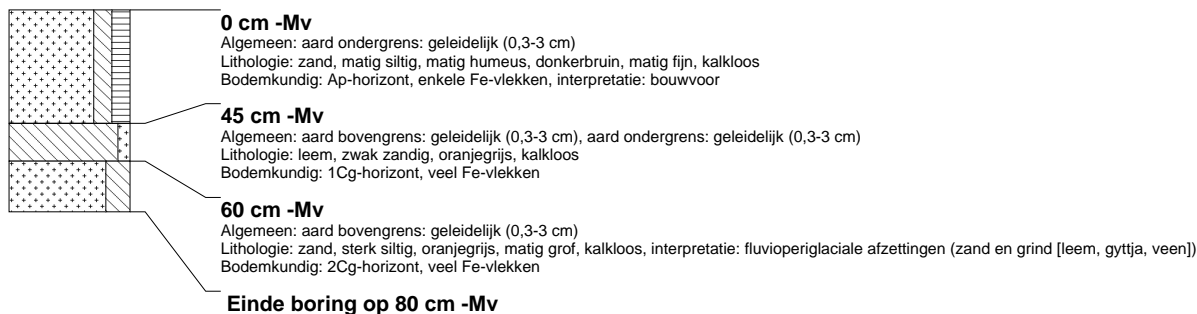 0 cm -Mv
Algemeen: aard ondergrens: geleidelijk (0,3-3 cm)
Lithologie: zand, matig siltig, matig humeus, donkerbruin, matig fijn, kalkloos
Bodemkundig: Ap-horizont, enkele Fe-vlekken, interpretatie: bouwvoor
45 cm -Mv
Algemeen: aard bovengrens: geleidelijk (0,3-3 cm), aard ondergrens: geleidelijk (0,3-3 cm)
Lithologie: leem, zwak zandig, oranjegrijs, kalkloos
Bodemkundig: 1Cg-horizont, veel Fe-vlekken
60 cm -Mv
Algemeen: aard bovengrens: geleidelijk (0,3-3 cm)
Lithologie: zand, sterk siltig, oranjegrijs, matig grof, kalkloos, interpretatie: fluvioperiglaciale afzettingen (zand en grind [leem, gyttja, veen])
Bodemkundig: 2Cg-horizont, veel Fe-vlekken
Einde boring op 80 cm -Mv